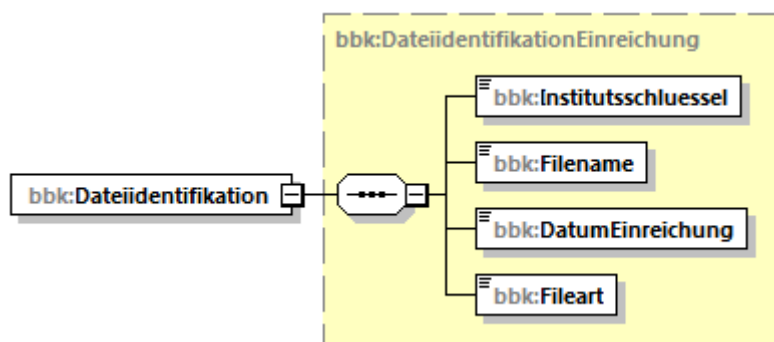 bbk:DateiidentifikationEinreichung
bbk:Institutsschluessel
bbk:Filename
bbk:Dateiidentifikation
bbk:DatumEinreichung
bbk:Fileart